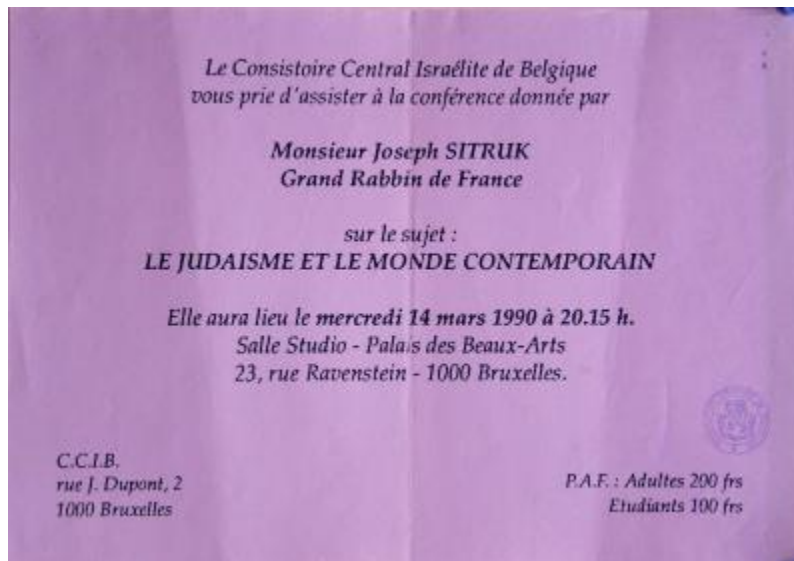 Le Consistoire Central Israélite de Belgique
vous prie d'assister à la conférence donnée par
Monsieur Joseph SITRUK
Grand Rabbin de France
sur le sujet :
LE JUDAISME ET LE MONDE CONTEMPORAIN
Elle aura lieu le mercredi 14 mars 1990 à 20.15 h.
Salle Studio - Palais des Beaux-Arts
23, rue Ravenstein - 1000 Bruxelles.
C.C.I.B.
rue J. Dupont, 2
1000 Bruxelles
P.A.F. : Adultes 200 frs
Etudiants 100 frs